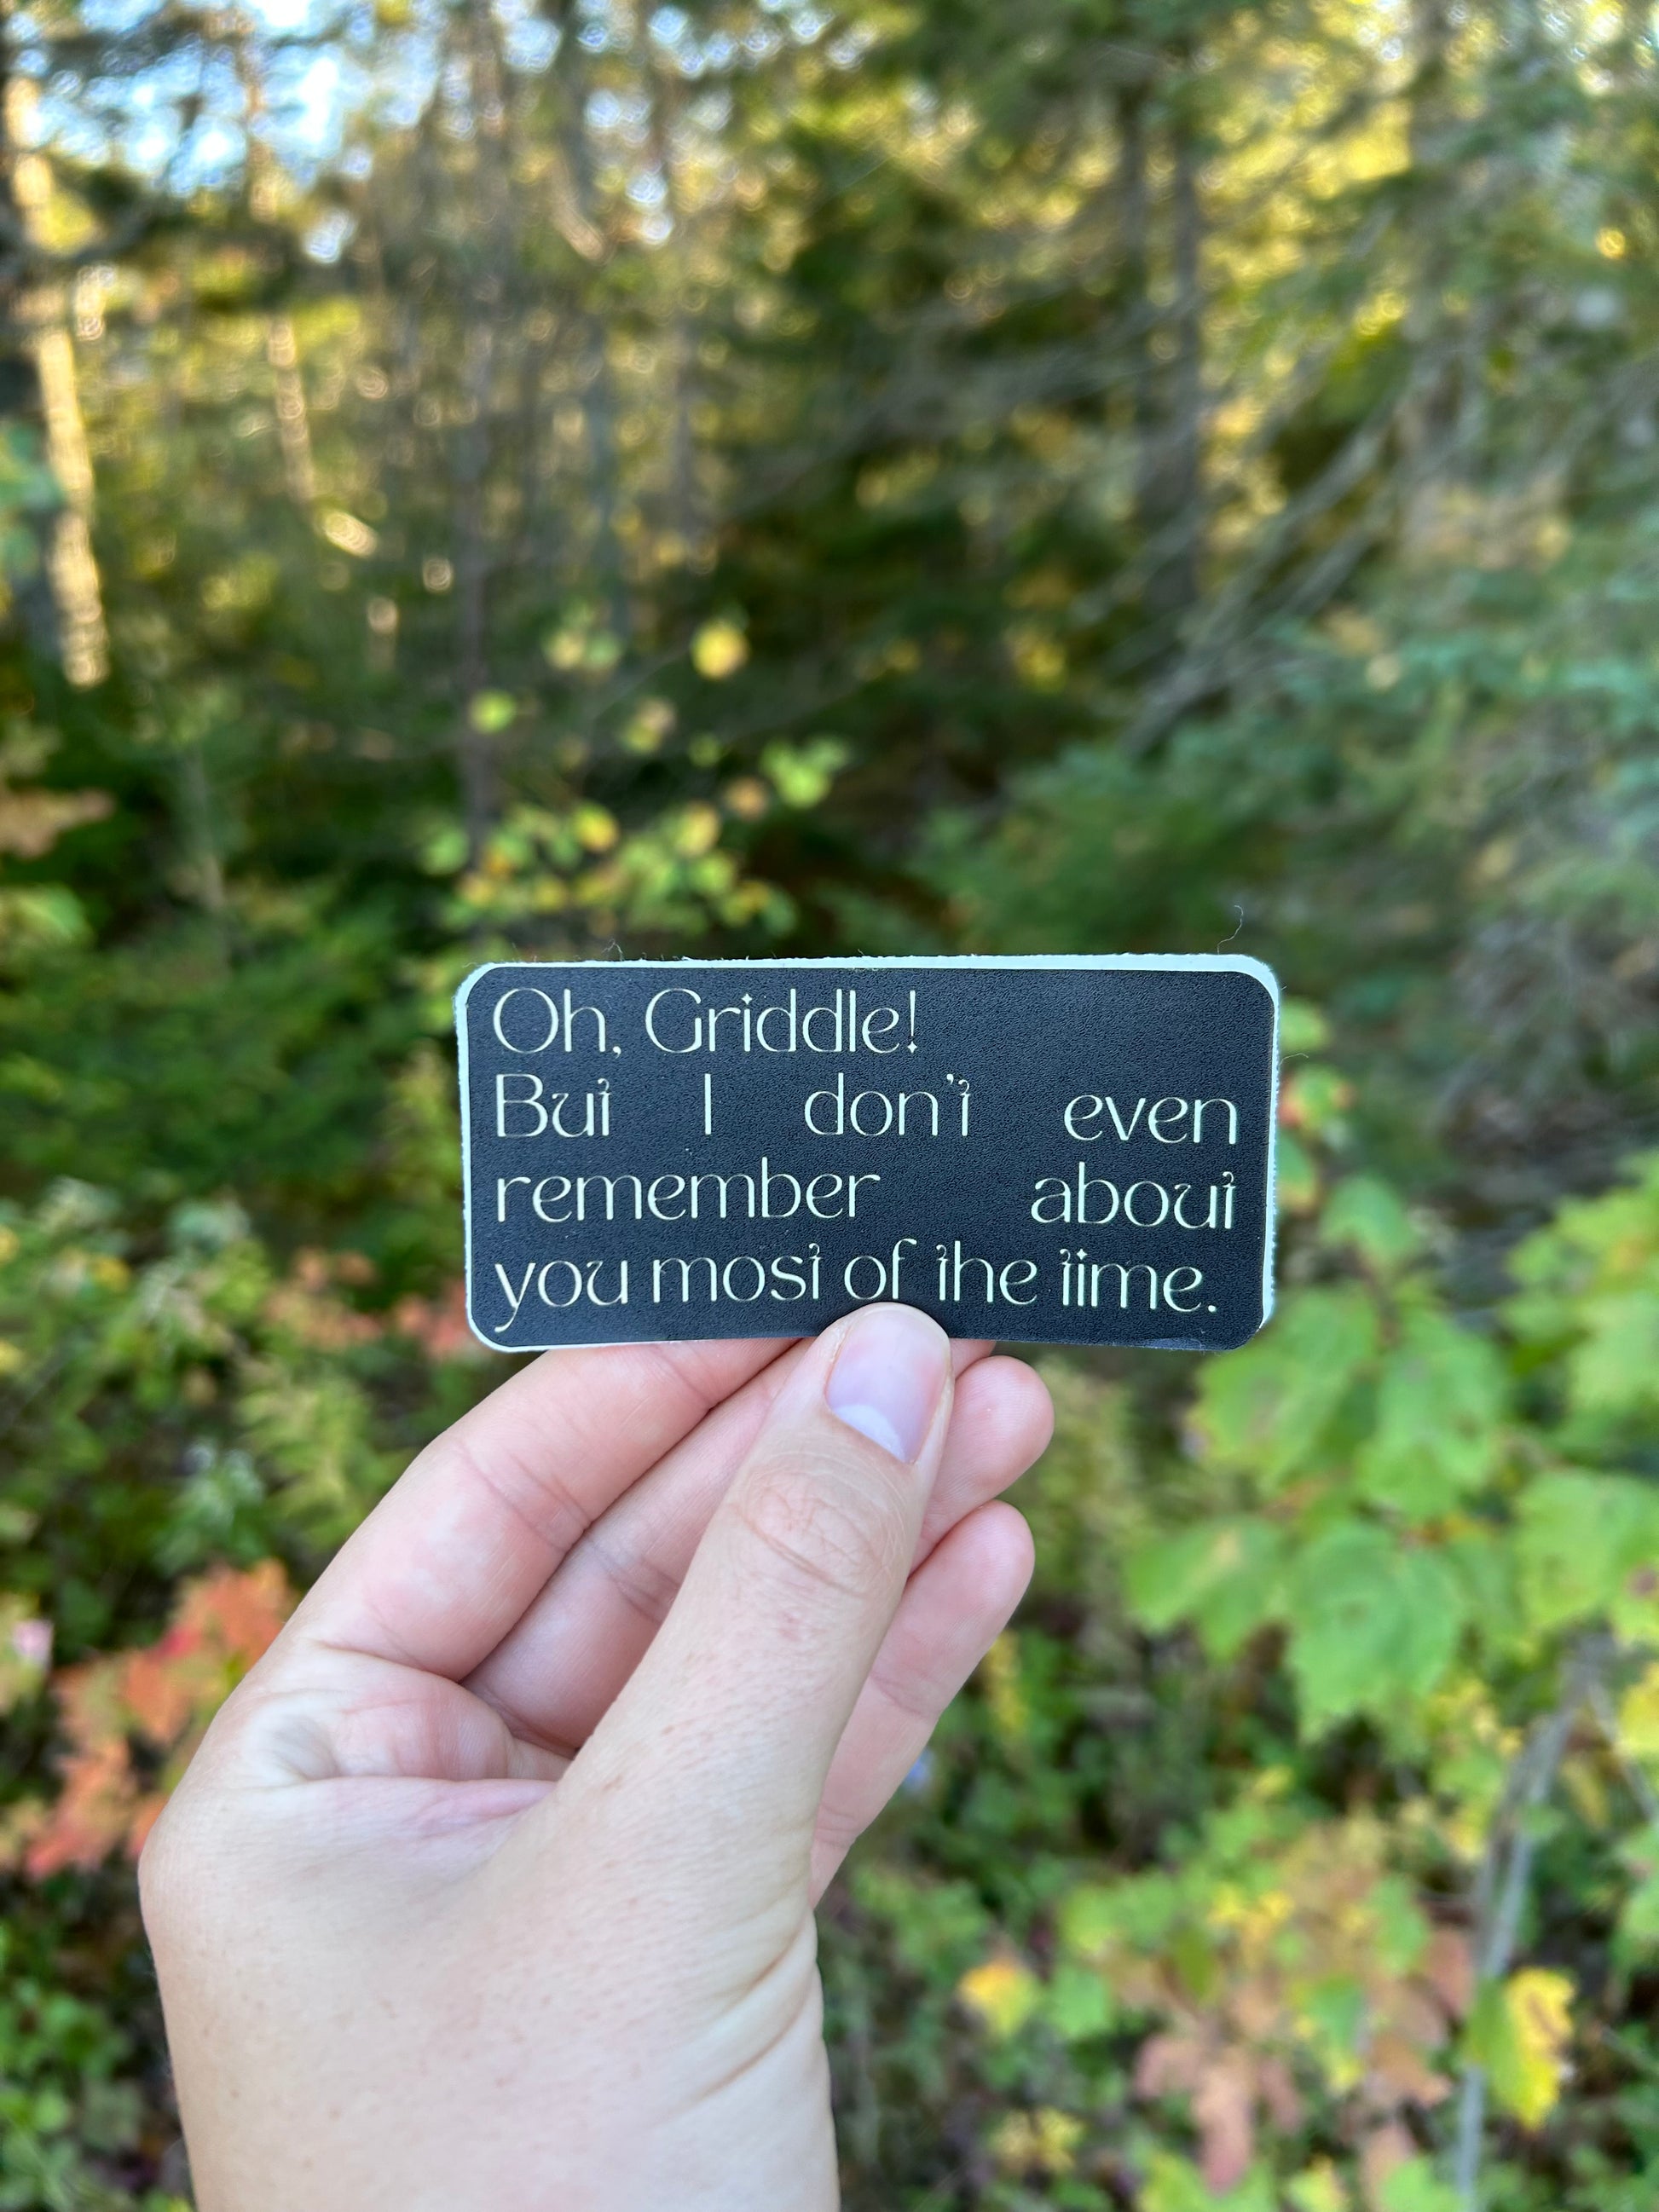 Oh, Griddle!
But I don't even
remember about
you most of the time.